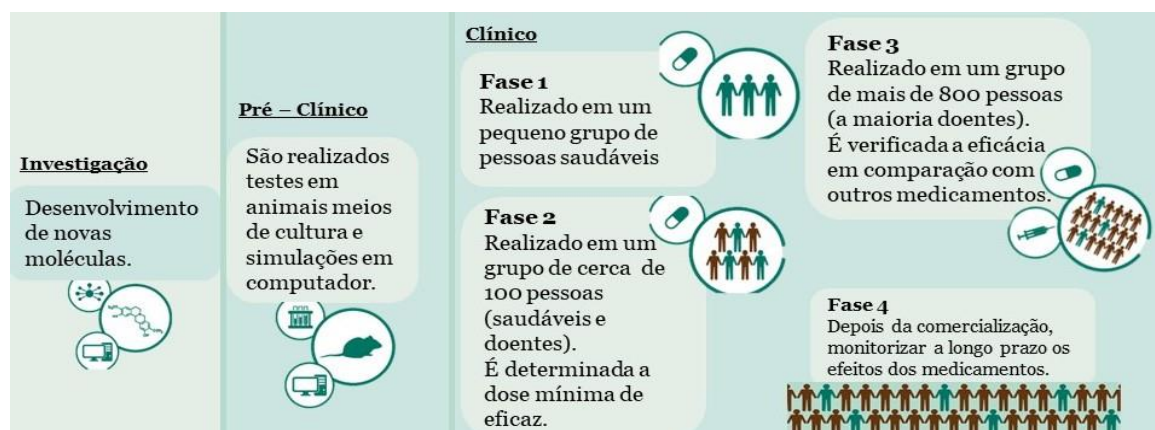 Investigação
Desenvolvimento
de novas
moléculas.
Pré – Clínico
São realizados
testes em
animais meios
de cultura e
simulações em
computador.
Clínico
Fase 1
Realizado em um
pequeno grupo de
pessoas saudáveis
Fase 2
Realizado em um
grupo de cerca de
100 pessoas
(saudáveis e
doentes).
É determinada a
dose mínima de
eficaz.
Fase 3
Realizado em um grupo
de mais de 800 pessoas
(a maioria doentes).
É verificada a eficácia
em comparação com
outros medicamentos.
Fase 4
Depois da comercialização,
monitorizar a longo prazo os
efeitos dos medicamentos.